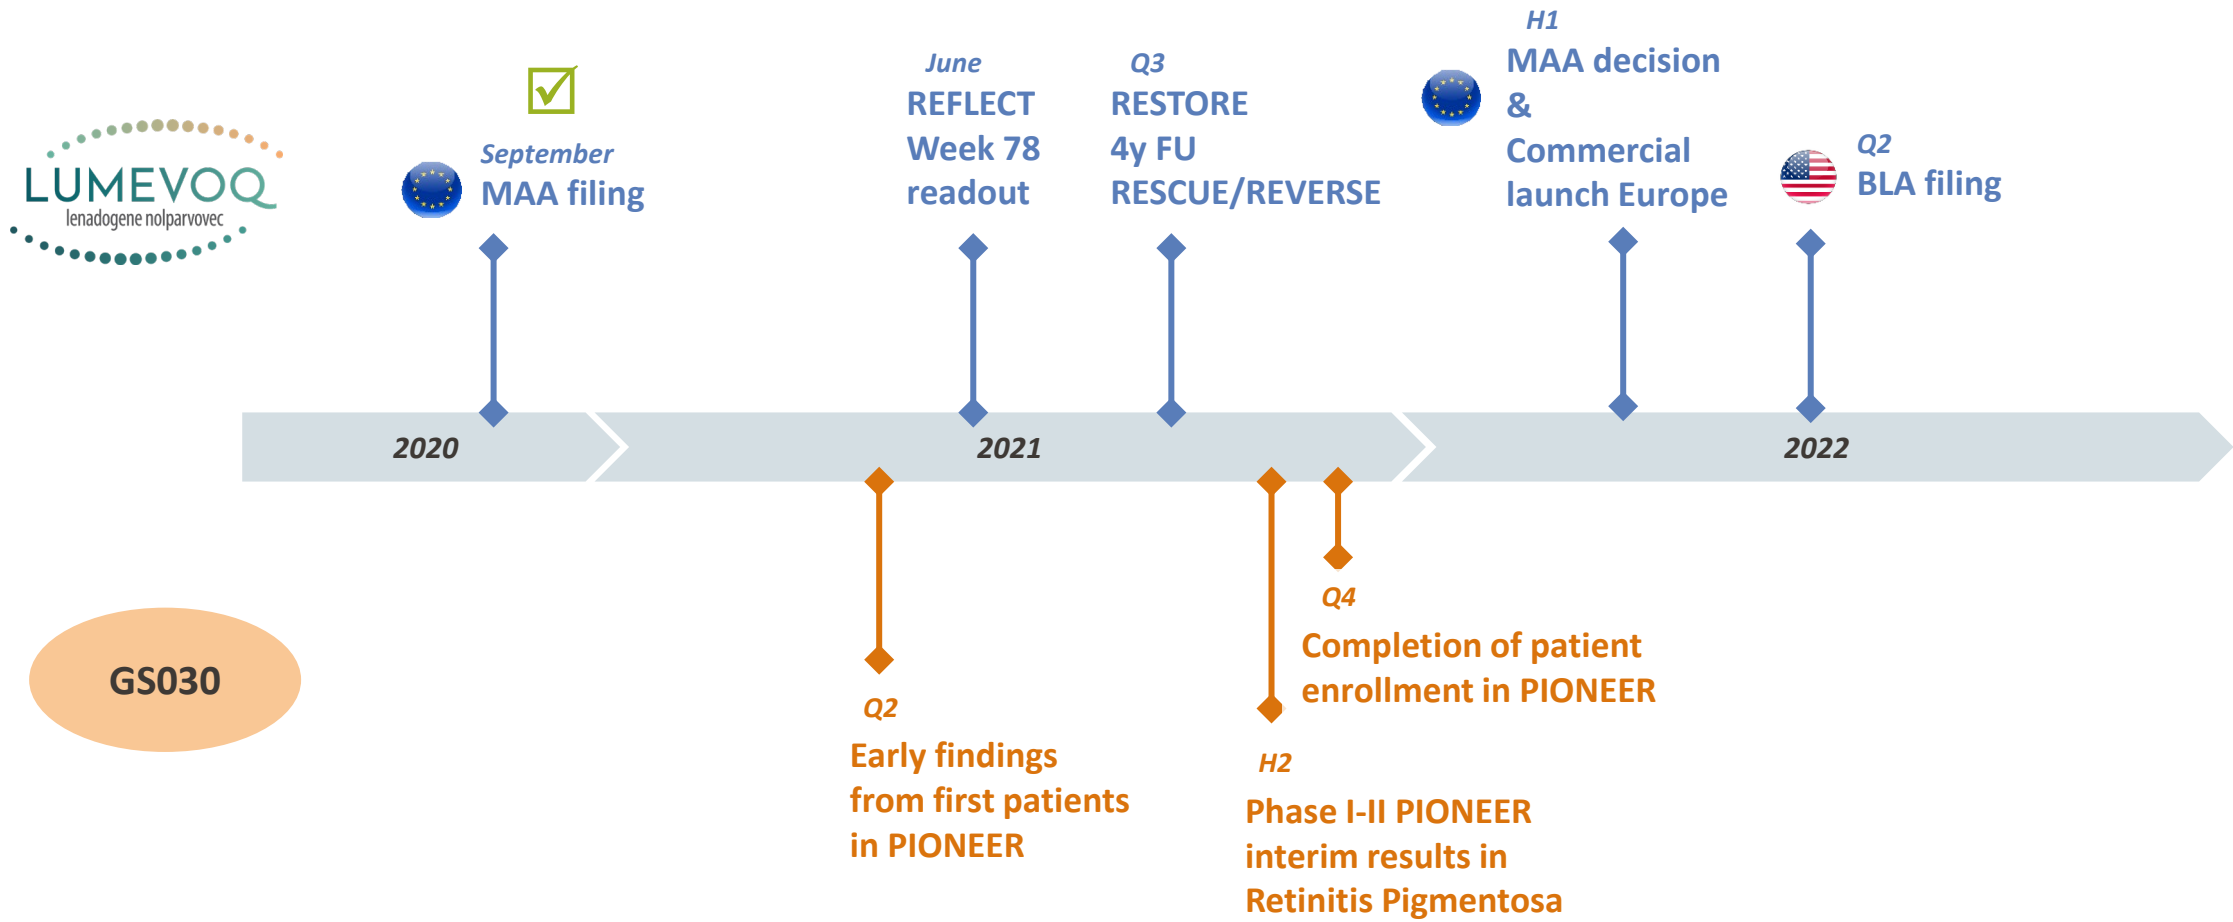 LUMEVOQ
lenadogene nolparvovec
September
MAA filing
June
REFLECT
Week 78
readout
Q3
RESTORE
4y FU
RESCUE/REVERSE
H1
MAA decision
&
Commercial
launch Europe
Q2
BLA filing
2020
2021
2022
GS030
Q2
Early findings
from first patients
in PIONEER
H2
Phase I-II PIONEER
interim results in
Retinitis Pigmentosa
Q4
Completion of patient
enrollment in PIONEER